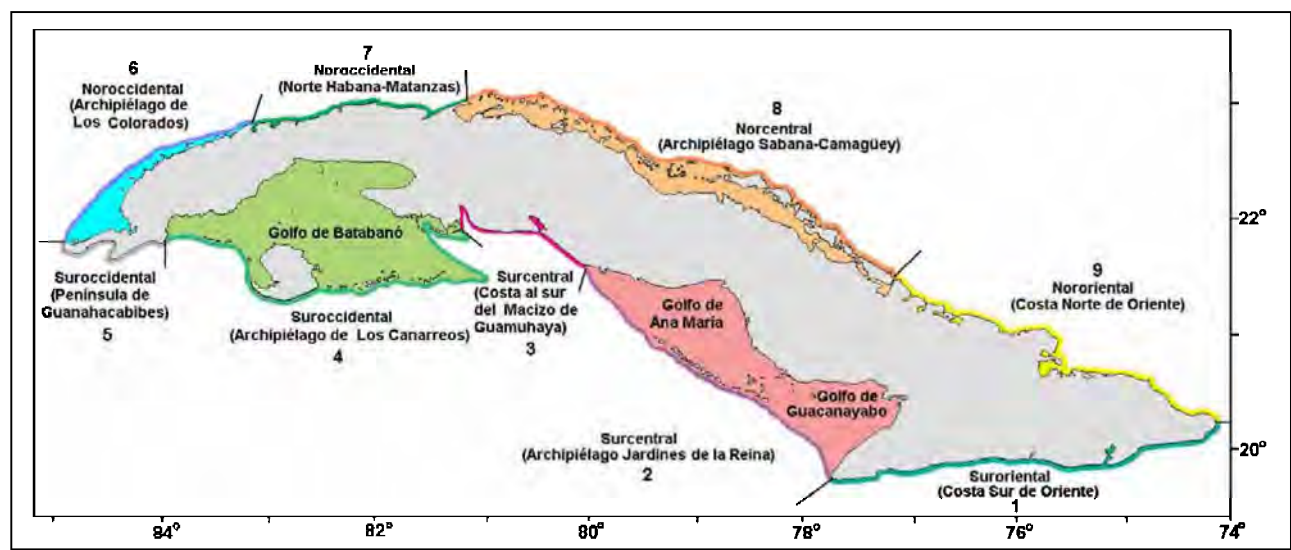 7
Noroccidental
(Norte Habana-Matanzas)
6
Noroccidental
(Archipiélago de
Los Colorados)
8
Norcentral
(Archipiélago Sabana-Camagüey)
22°
Golfo de Batabanó
Suroccidental
(Península de
Guanahacabibes)
5
Suroccidental
(Archipiélago de Los Canarreos)
4
Surcentral
(Costa al sur
del Macizo de
Guamuhaya)
3
Golfo de
Ana María
9
Nororiental
(Costa Norte de Oriente)
Golfo de
Guacanayabo
Surcentral
(Archipiélago Jardines de la Reina)
2
20°
Suroriental
(Costa Sur de Oriente)
1
84° 82° 80° 78° 76° 74°